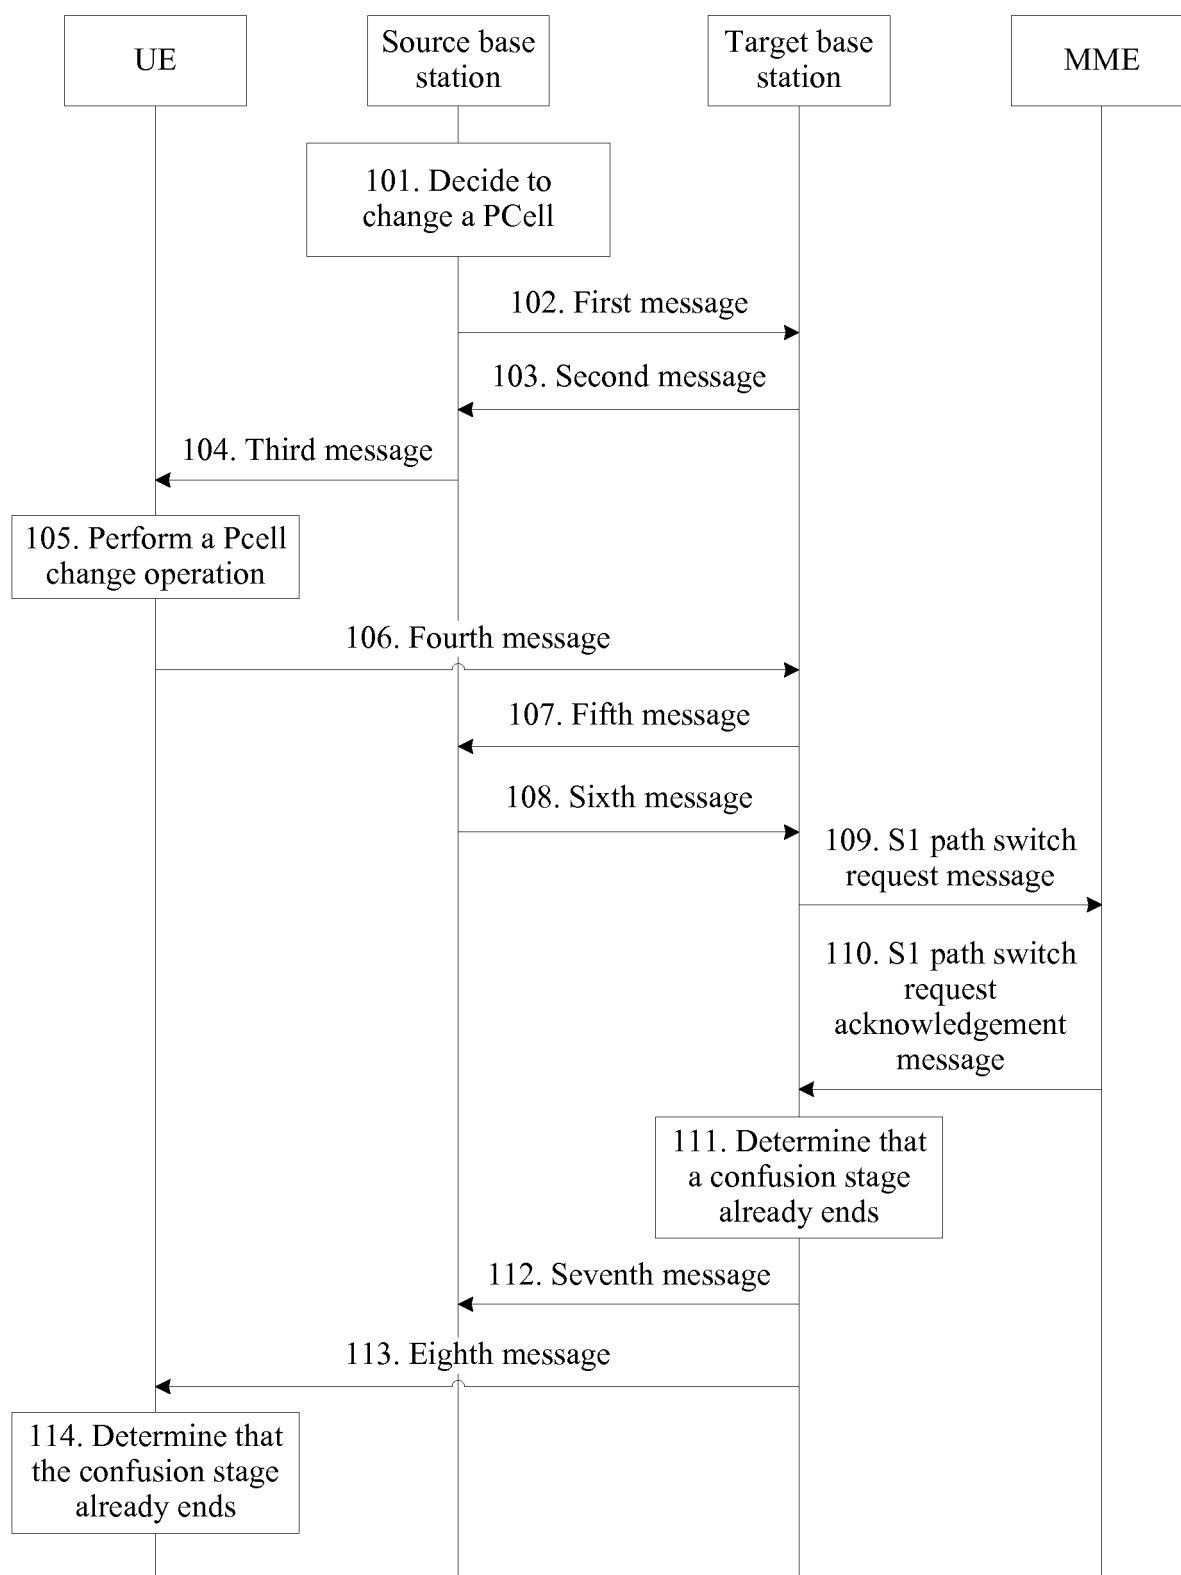 UE
Source base
station
Target base
station
MME
101. Decide to
change a PCell
102. First message
103. Second message
104. Third message
105. Perform a Pcell
change operation
106. Fourth message
107. Fifth message
108. Sixth message
109. S1 path switch
request message
110. S1 path switch
request
acknowledgement
message
111. Determine that
a confusion stage
already ends
112. Seventh message
113. Eighth message
114. Determine that
the confusion stage
already ends